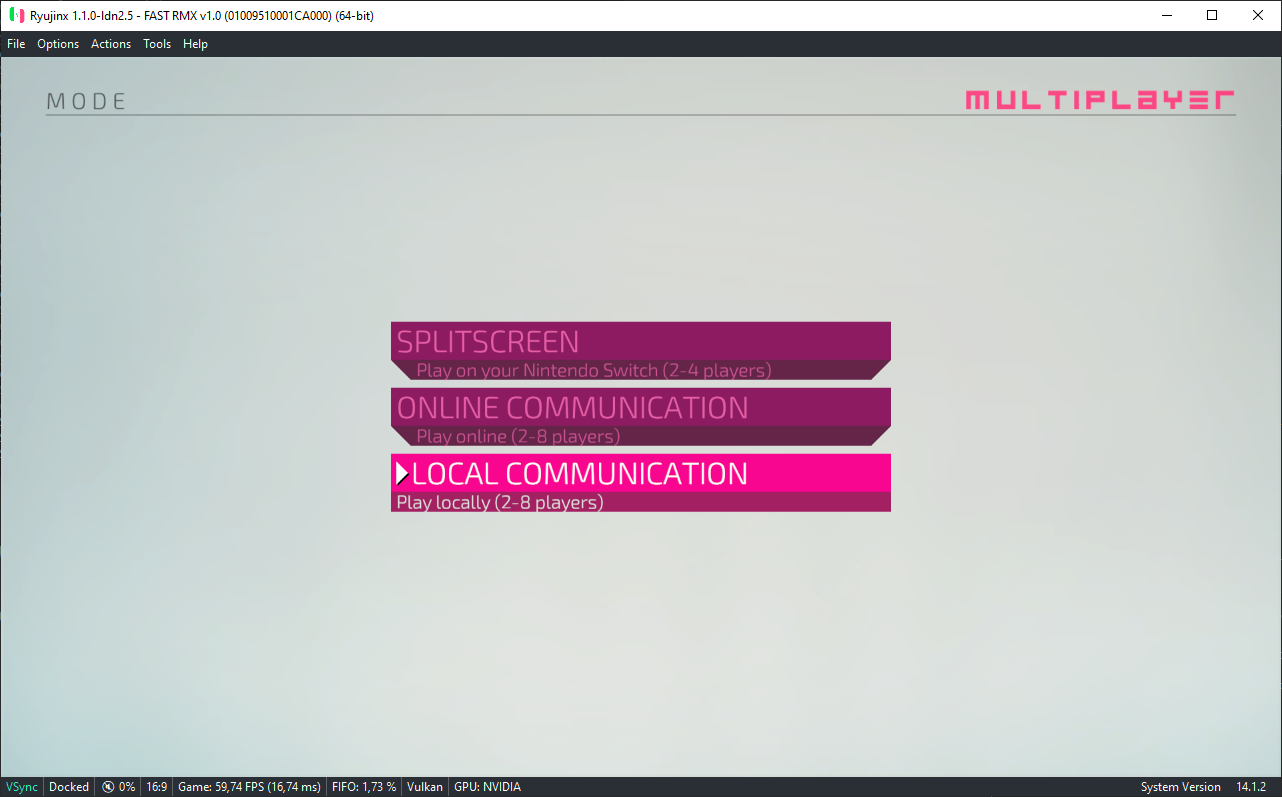 Ryujinx 1.1.0-ldn2.5 - FAST RMX v1.0 (01009510001CA000) (64-bit)
File Options Actions Tools Help
MODE MULTIPLAYER
SPLITSCREEN
Play on your Nintendo Switch (2-4 players)
ONLINE COMMUNICATION
Play online (2-8 players)
LOCAL COMMUNICATION
Play locally (2-8 players)
VSync Docked 0% 16:9 Game: 59,74 FPS (16,74 ms) FIFO: 1,73 % Vulkan GPU: NVIDIA System Version 14.1.2